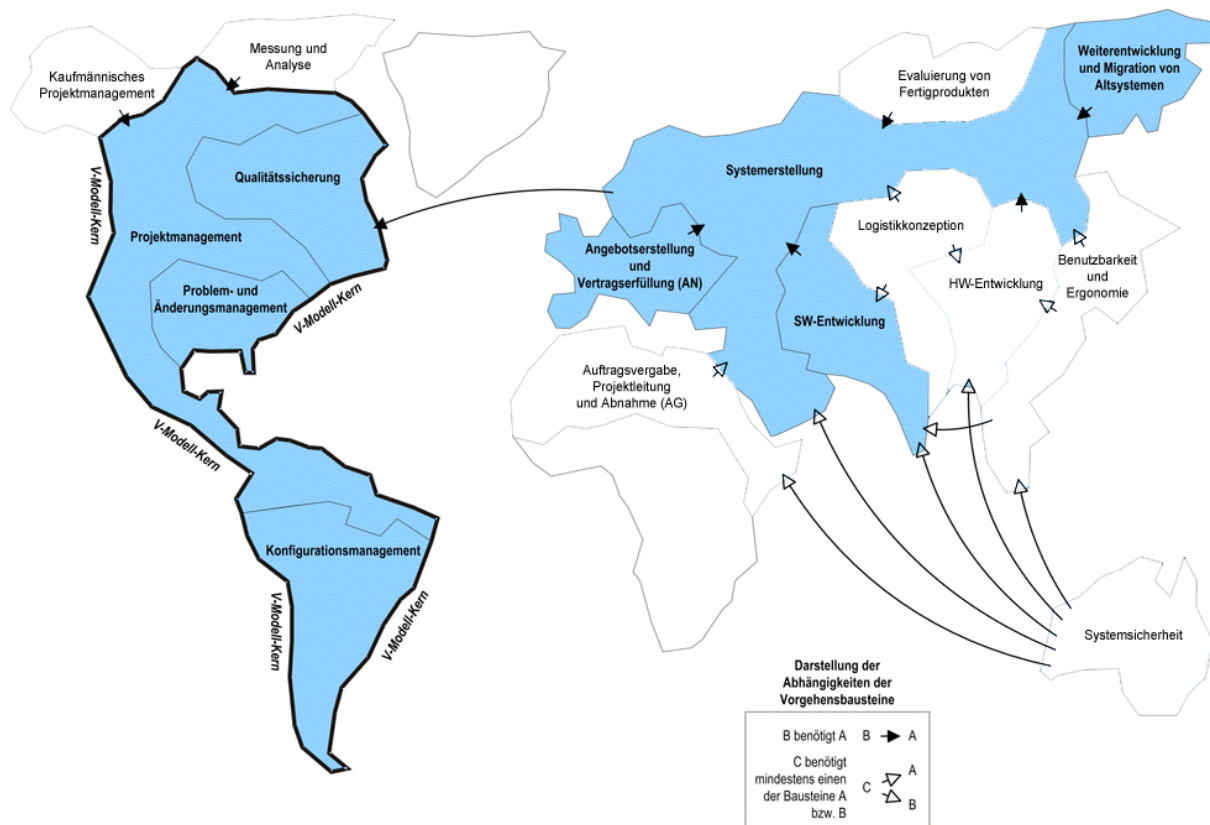 Messung und
Analyse
Kaufmännisches
Projektmanagement
V-Modell-Kern
Qualitätssicherung
Projektmanagement
Problem- und
Änderungsmanagement
V-Modell-Kern
V-Modell-Kern
Konfigurationsmanagement
V-Modell-Kern
V-Modell-Kern
Weiterentwicklung
und Migration von
Altsystemen
Evaluierung von
Fertigprodukten
Systemerstellung
Logistikkonzeption
Angebotserstellung
und
Vertragserfüllung (AN)
Benutzbarkeit
und
Ergonomie
HW-Entwicklung
SW-Entwicklung
Auftragsvergabe,
Projektleitung
und Abnahme (AG)
Systemsicherheit
Darstellung der
Abhängigkeiten der
Vorgehensbausteine
B benötigt A B A
C benötigt
mindestens einen
der Bausteine A
bzw. B
C
A
B